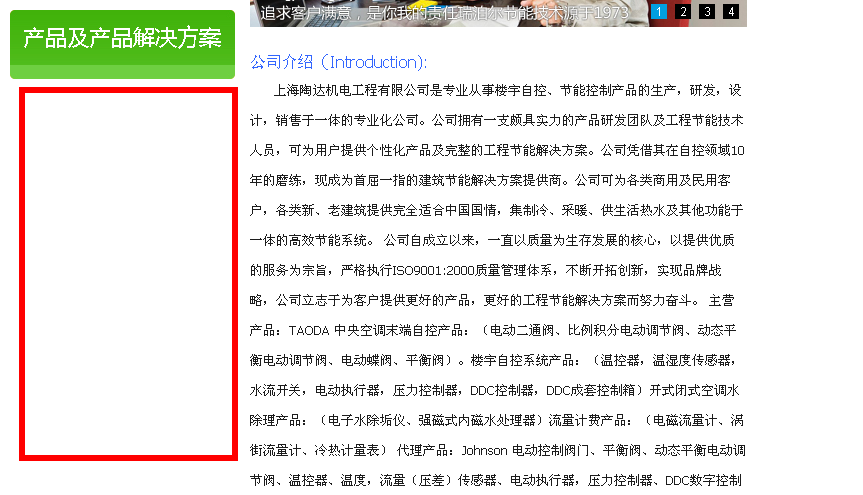 追求客户满意，是你我的责任瑞泊尔节能技术源于1973
1 2 3 4
产品及产品解决方案
公司介绍（Introduction):
上海陶达机电工程有限公司是专业从事楼宇自控、节能控制产品的生产，研发，设
计，销售于一体的专业化公司。公司拥有一支颇具实力的产品研发团队及工程节能技术
人员，可为用户提供个性化产品及完整的工程节能解决方案。公司凭借其在自控领域10
年的磨练，现成为首屈一指的建筑节能解决方案提供商。公司可为各类商用及民用客
户，各类新、老建筑提供完全适合中国国情，集制冷、采暖、供生活热水及其他功能于
一体的高效节能系统。 公司自成立以来，一直以质量为生存发展的核心，以提供优质
的服务为宗旨，严格执行ISO9001:2000质量管理体系，不断开拓创新，实现品牌战
略，公司立志于为客户提供更好的产品，更好的工程节能解决方案而努力奋斗。 主营
产品：TAODA 中央空调末端自控产品：（电动二通阀、比例积分电动调节阀、动态平
衡电动调节阀、电动蝶阀、平衡阀）。楼宇自控系统产品：（温控器，温湿度传感器，
水流开关，电动执行器，压力控制器，DDC控制器，DDC成套控制箱）开式闭式空调水
除理产品：（电子水除垢仪、强磁式内磁水处理器）流量计费产品：（电磁流量计、涡
街流量计、冷热计量表） 代理产品：Johnson 电动控制阀门、平衡阀、动态平衡电动调
节阀、温控器、温度，流量（压差）传感器、电动执行器，压力控制器、DDC数字控制